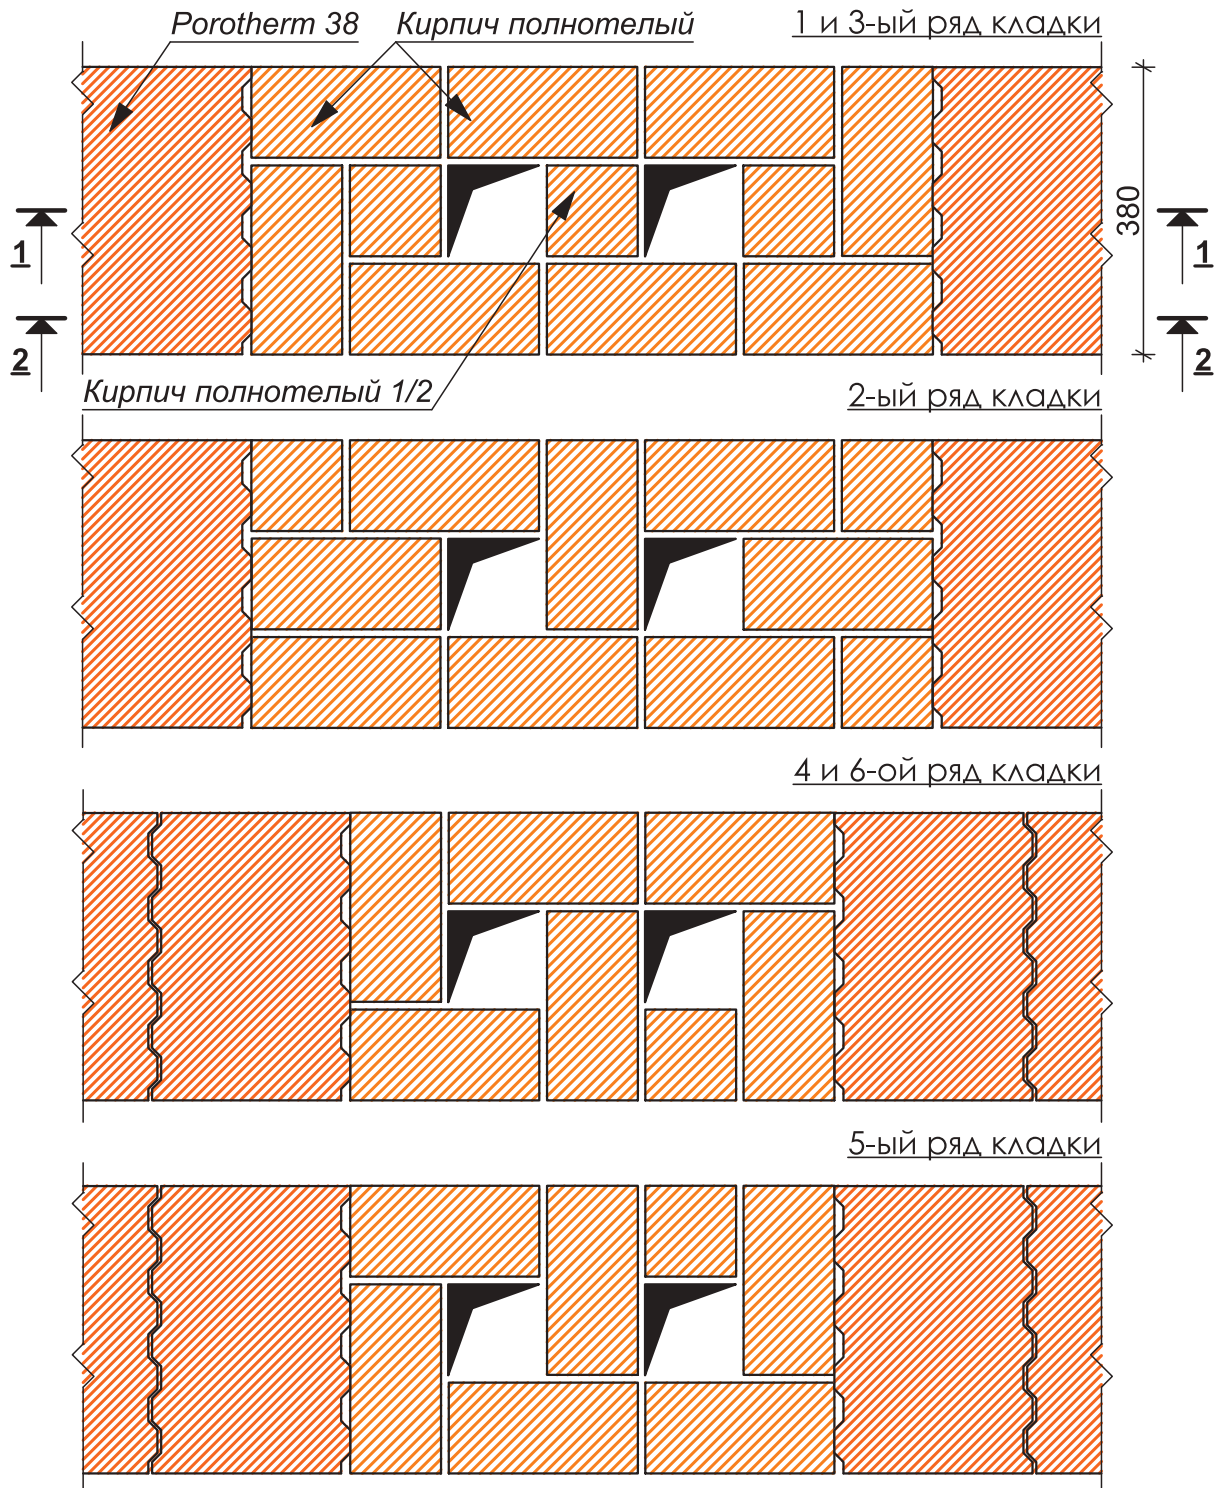 Porotherm 38
Кирпич полнотелый
1 и 3-ый ряд кладки
380
1
1
2
2
Кирпич полнотелый 1/2
2-ый ряд кладки
4 и 6-ой ряд кладки
5-ый ряд кладки